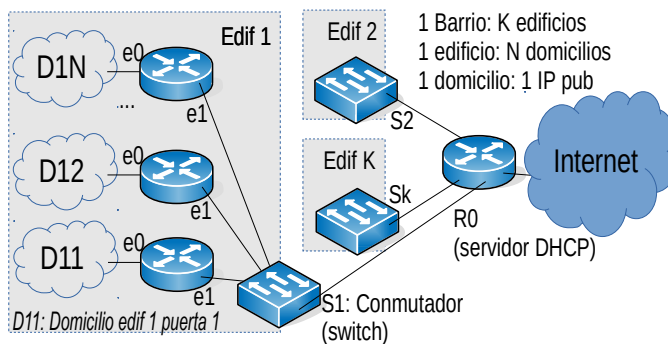 Edif 1
e0
D1N
...
e1
e0
D12
e1
e0
D11
e1
D11: Domicilio edif 1 puerta 1
S1: Conmutador
(switch)
Edif 2
S2
Edif K
Sk
1 Barrio: K edificios
1 edificio: N domicilios
1 domicilio: 1 IP pub
R0
(servidor DHCP)
Internet